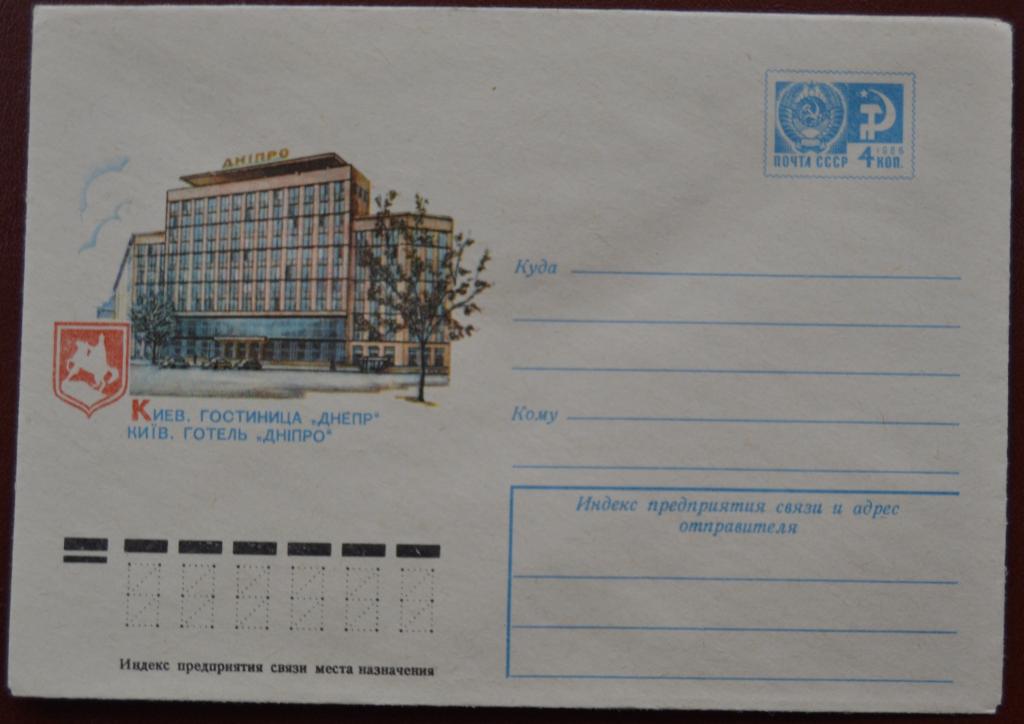 ДНІПРО
1966
ПОЧТА СССР 4 КОП.
Куда
Киев. ГОСТИНИЦА „ДНЕПР“
КИЇВ. ГОТЕЛЬ „ДНІПРО“
Кому
Индекс предприятия связи и адрес
отправителя
Индекс предприятия связи места назначения